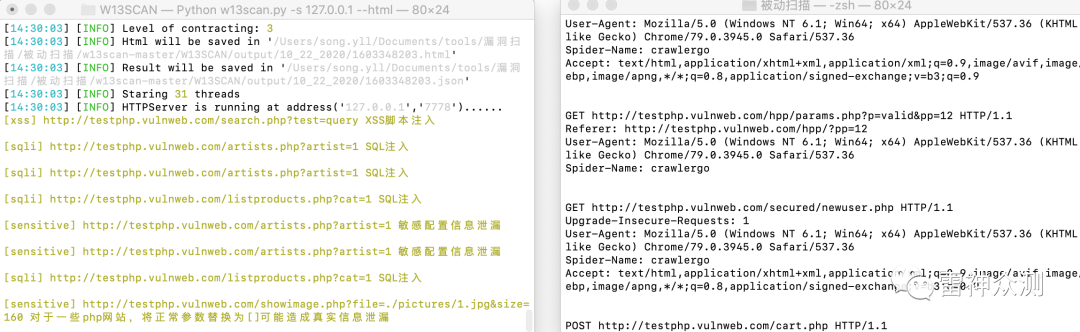 W13SCAN — Python w13scan.py -s 127.0.0.1 --html — 80×24
[14:30:03] [INFO] Level of contracting: 3
[14:30:03] [INFO] Html will be saved in '/Users/song.yll/Documents/tools/漏洞扫
描/被动扫描/w13scan-master/W13SCAN/output/10_22_2020/1603348203.html'
[14:30:03] [INFO] Result will be saved in '/Users/song.yll/Documents/tools/漏洞
扫描/被动扫描/w13scan-master/W13SCAN/output/10_22_2020/1603348203.json'
[14:30:03] [INFO] Staring 31 threads
[14:30:03] [INFO] HTTPServer is running at address('127.0.0.1','7778')......
[xss] http://testphp.vulnweb.com/search.php?test=query XSS脚本注入
[sqli] http://testphp.vulnweb.com/artists.php?artist=1 SQL注入
[sqli] http://testphp.vulnweb.com/artists.php?artist=1 SQL注入
[sqli] http://testphp.vulnweb.com/listproducts.php?cat=1 SQL注入
[sensitive] http://testphp.vulnweb.com/artists.php?artist=1 敏感配置信息泄漏
[sensitive] http://testphp.vulnweb.com/artists.php?artist=1 敏感配置信息泄漏
[sqli] http://testphp.vulnweb.com/listproducts.php?cat=1 SQL注入
[sensitive] http://testphp.vulnweb.com/showimage.php?file=./pictures/1.jpg&size=
160 对于一些php网站，将正常参数替换为[]可能造成真实信息泄漏
被动扫描 — -zsh — 80×24
User-Agent: Mozilla/5.0 (Windows NT 6.1; Win64; x64) AppleWebKit/537.36 (KHTML
like Gecko) Chrome/79.0.3945.0 Safari/537.36
Spider-Name: crawlergo
Accept: text/html,application/xhtml+xml,application/xml;q=0.9,image/avif,image/
ebp,image/apng,*/*;q=0.8,application/signed-exchange;v=b3;q=0.9
GET http://testphp.vulnweb.com/hpp/params.php?p=valid&pp=12 HTTP/1.1
Referer: http://testphp.vulnweb.com/hpp/?pp=12
User-Agent: Mozilla/5.0 (Windows NT 6.1; Win64; x64) AppleWebKit/537.36 (KHTML
like Gecko) Chrome/79.0.3945.0 Safari/537.36
Spider-Name: crawlergo
GET http://testphp.vulnweb.com/secured/newuser.php HTTP/1.1
Upgrade-Insecure-Requests: 1
User-Agent: Mozilla/5.0 (Windows NT 6.1; Win64; x64) AppleWebKit/537.36 (KHTML
like Gecko) Chrome/79.0.3945.0 Safari/537.36
Spider-Name: crawlergo
Accept: text/html,application/xhtml+xml,application/xml;q=0.9,image/avif,image/
ebp,image/apng,*/*;q=0.8,application/signed-exchange
雷神众测
POST http://testphp.vulnweb.com/cart.php HTTP/1.1